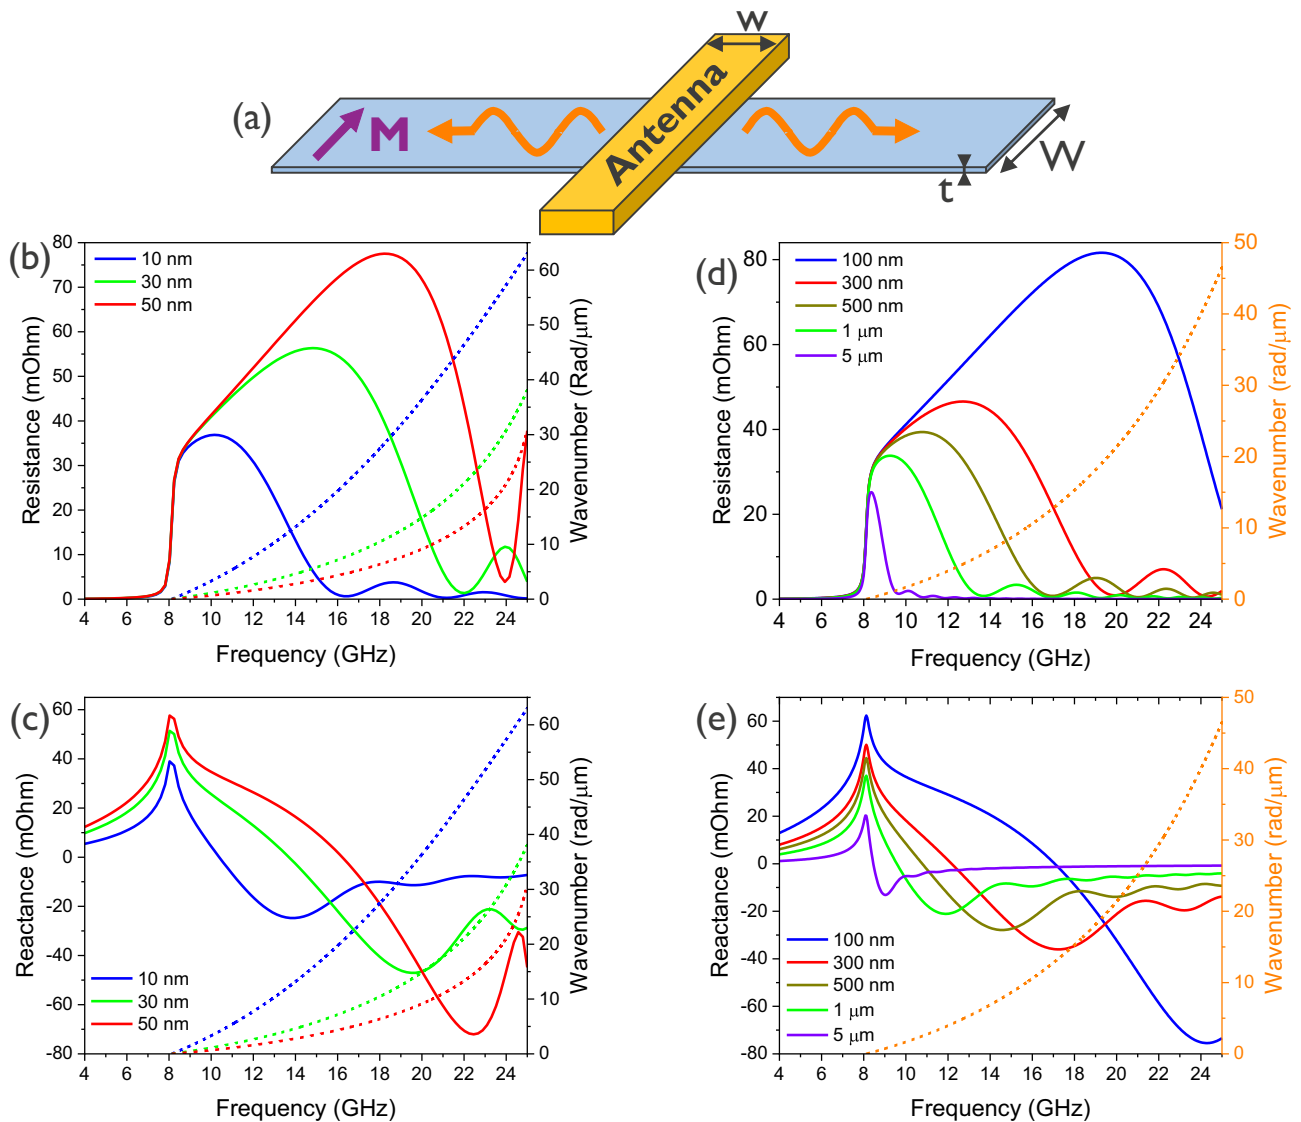 (a)
M
Antenna
w
W
t
(b)
10 nm
30 nm
50 nm
Resistance (mOhm)
80
70
60
50
40
30
20
10
0
60
50
40
30
20
10
0
Wavenumber (Rad/μm)
4 6 8 10 12 14 16 18 20 22 24
Frequency (GHz)
(d)
100 nm
300 nm
500 nm
1 μm
5 μm
Resistance (mOhm)
80
60
40
20
0
50
40
30
20
10
0
Wavenumber (rad/μm)
4 6 8 10 12 14 16 18 20 22 24
Frequency (GHz)
(c)
10 nm
30 nm
50 nm
Reactance (mOhm)
60
40
20
0
-20
-40
-60
-80
60
50
40
30
20
10
0
Wavenumber (rad/μm)
4 6 8 10 12 14 16 18 20 22 24
Frequency (GHz)
(e)
100 nm
300 nm
500 nm
1 μm
5 μm
Reactance (mOhm)
60
40
20
0
-20
-40
-60
-80
50
40
30
20
10
0
Wavenumber (rad/μm)
4 6 8 10 12 14 16 18 20 22 24
Frequency (GHz)